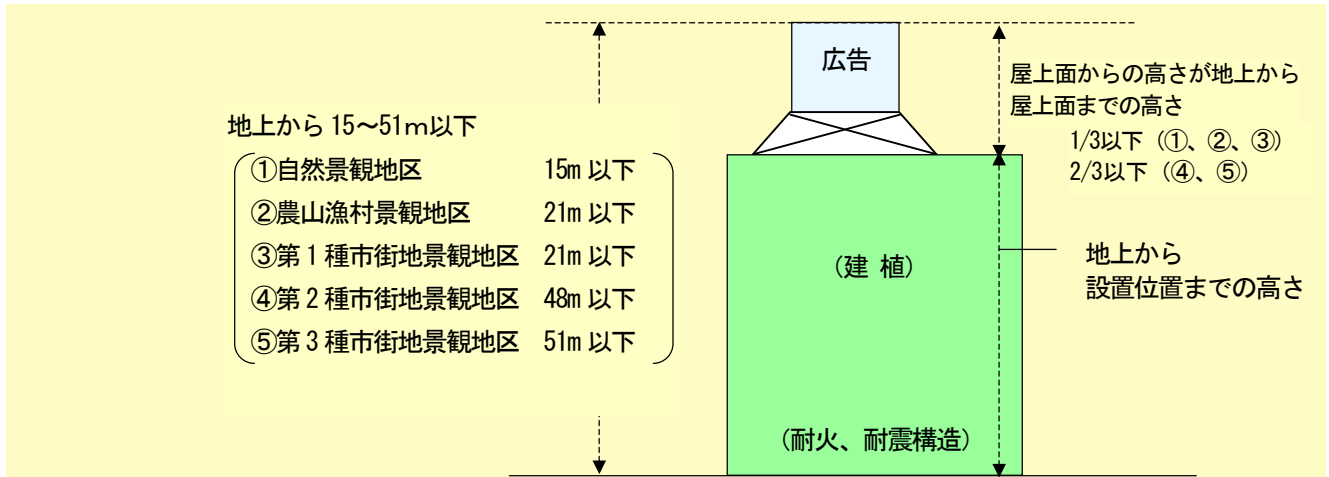 地上から 15～51ｍ以下
①自然景観地区 15m 以下
②農山漁村景観地区 21m 以下
③第１種市街地景観地区 21m 以下
④第２種市街地景観地区 48m 以下
⑤第３種市街地景観地区 51m 以下
広告
屋上面からの高さが地上から
屋上面までの高さ
1/3以下（①、②、③）
2/3以下（④、⑤）
（建 植）
地上から
設置位置までの高さ
（耐火、耐震構造）